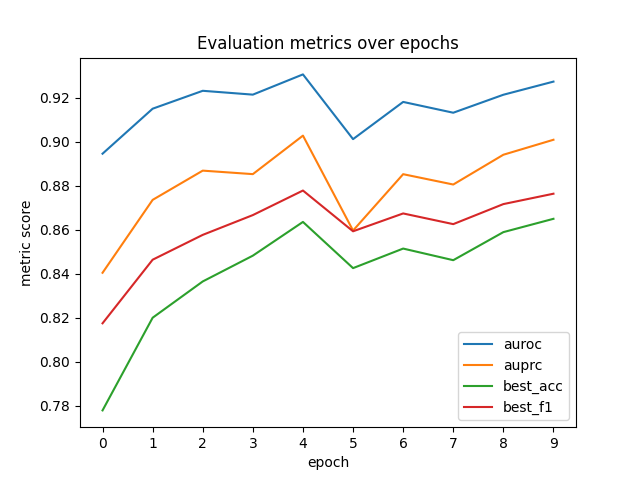 Evaluation metrics over epochs
metric score
0.92
0.90
0.88
0.86
0.84
0.82
0.80
0.78
auroc
auprc
best_acc
best_f1
0 1 2 3 4 5 6 7 8 9
epoch